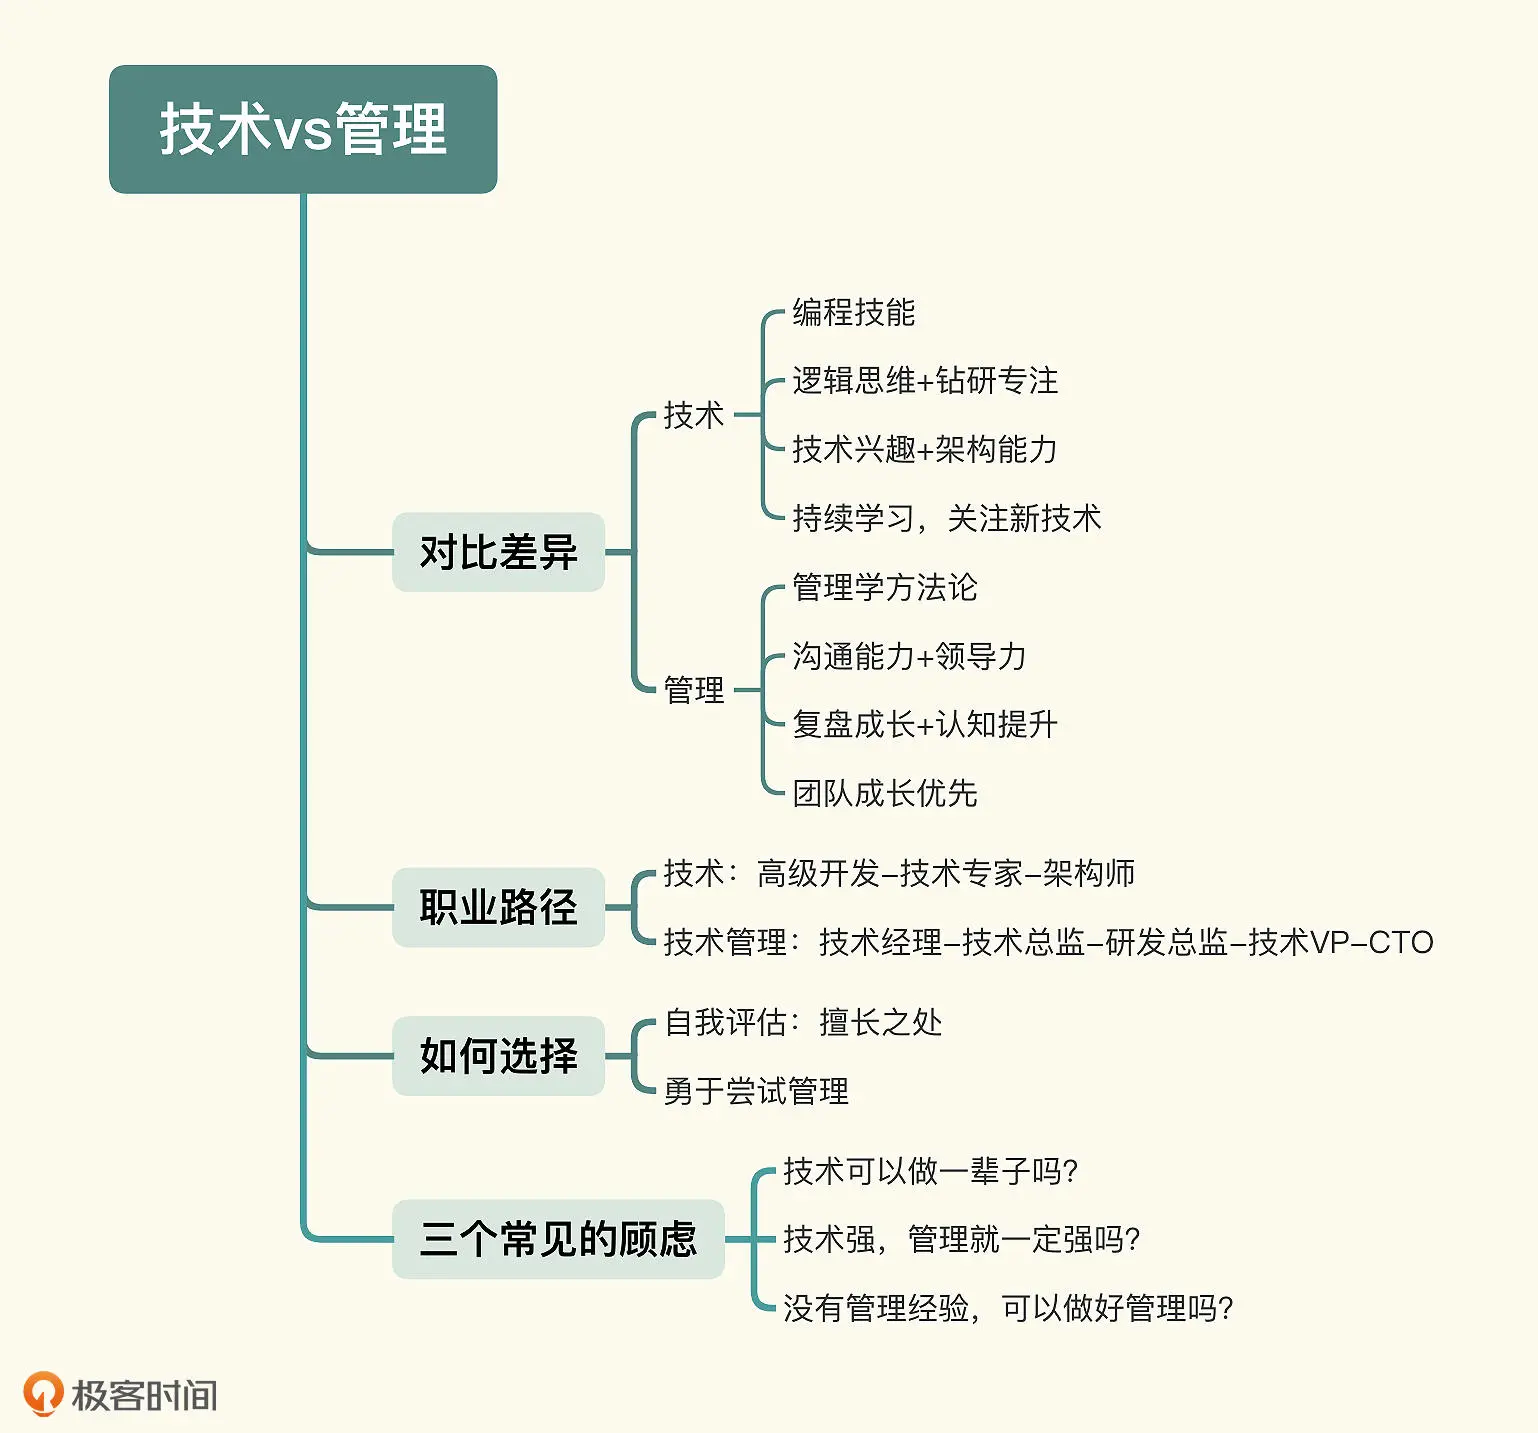 技术vs管理
对比差异
技术
编程技能
逻辑思维+钻研专注
技术兴趣+架构能力
持续学习，关注新技术
管理
管理学方法论
沟通能力+领导力
复盘成长+认知提升
团队成长优先
职业路径
技术：高级开发–技术专家–架构师
技术管理：技术经理–技术总监–研发总监–技术VP–CTO
如何选择
自我评估：擅长之处
勇于尝试管理
三个常见的顾虑
技术可以做一辈子吗？
技术强，管理就一定强吗？
没有管理经验，可以做好管理吗？
极客时间